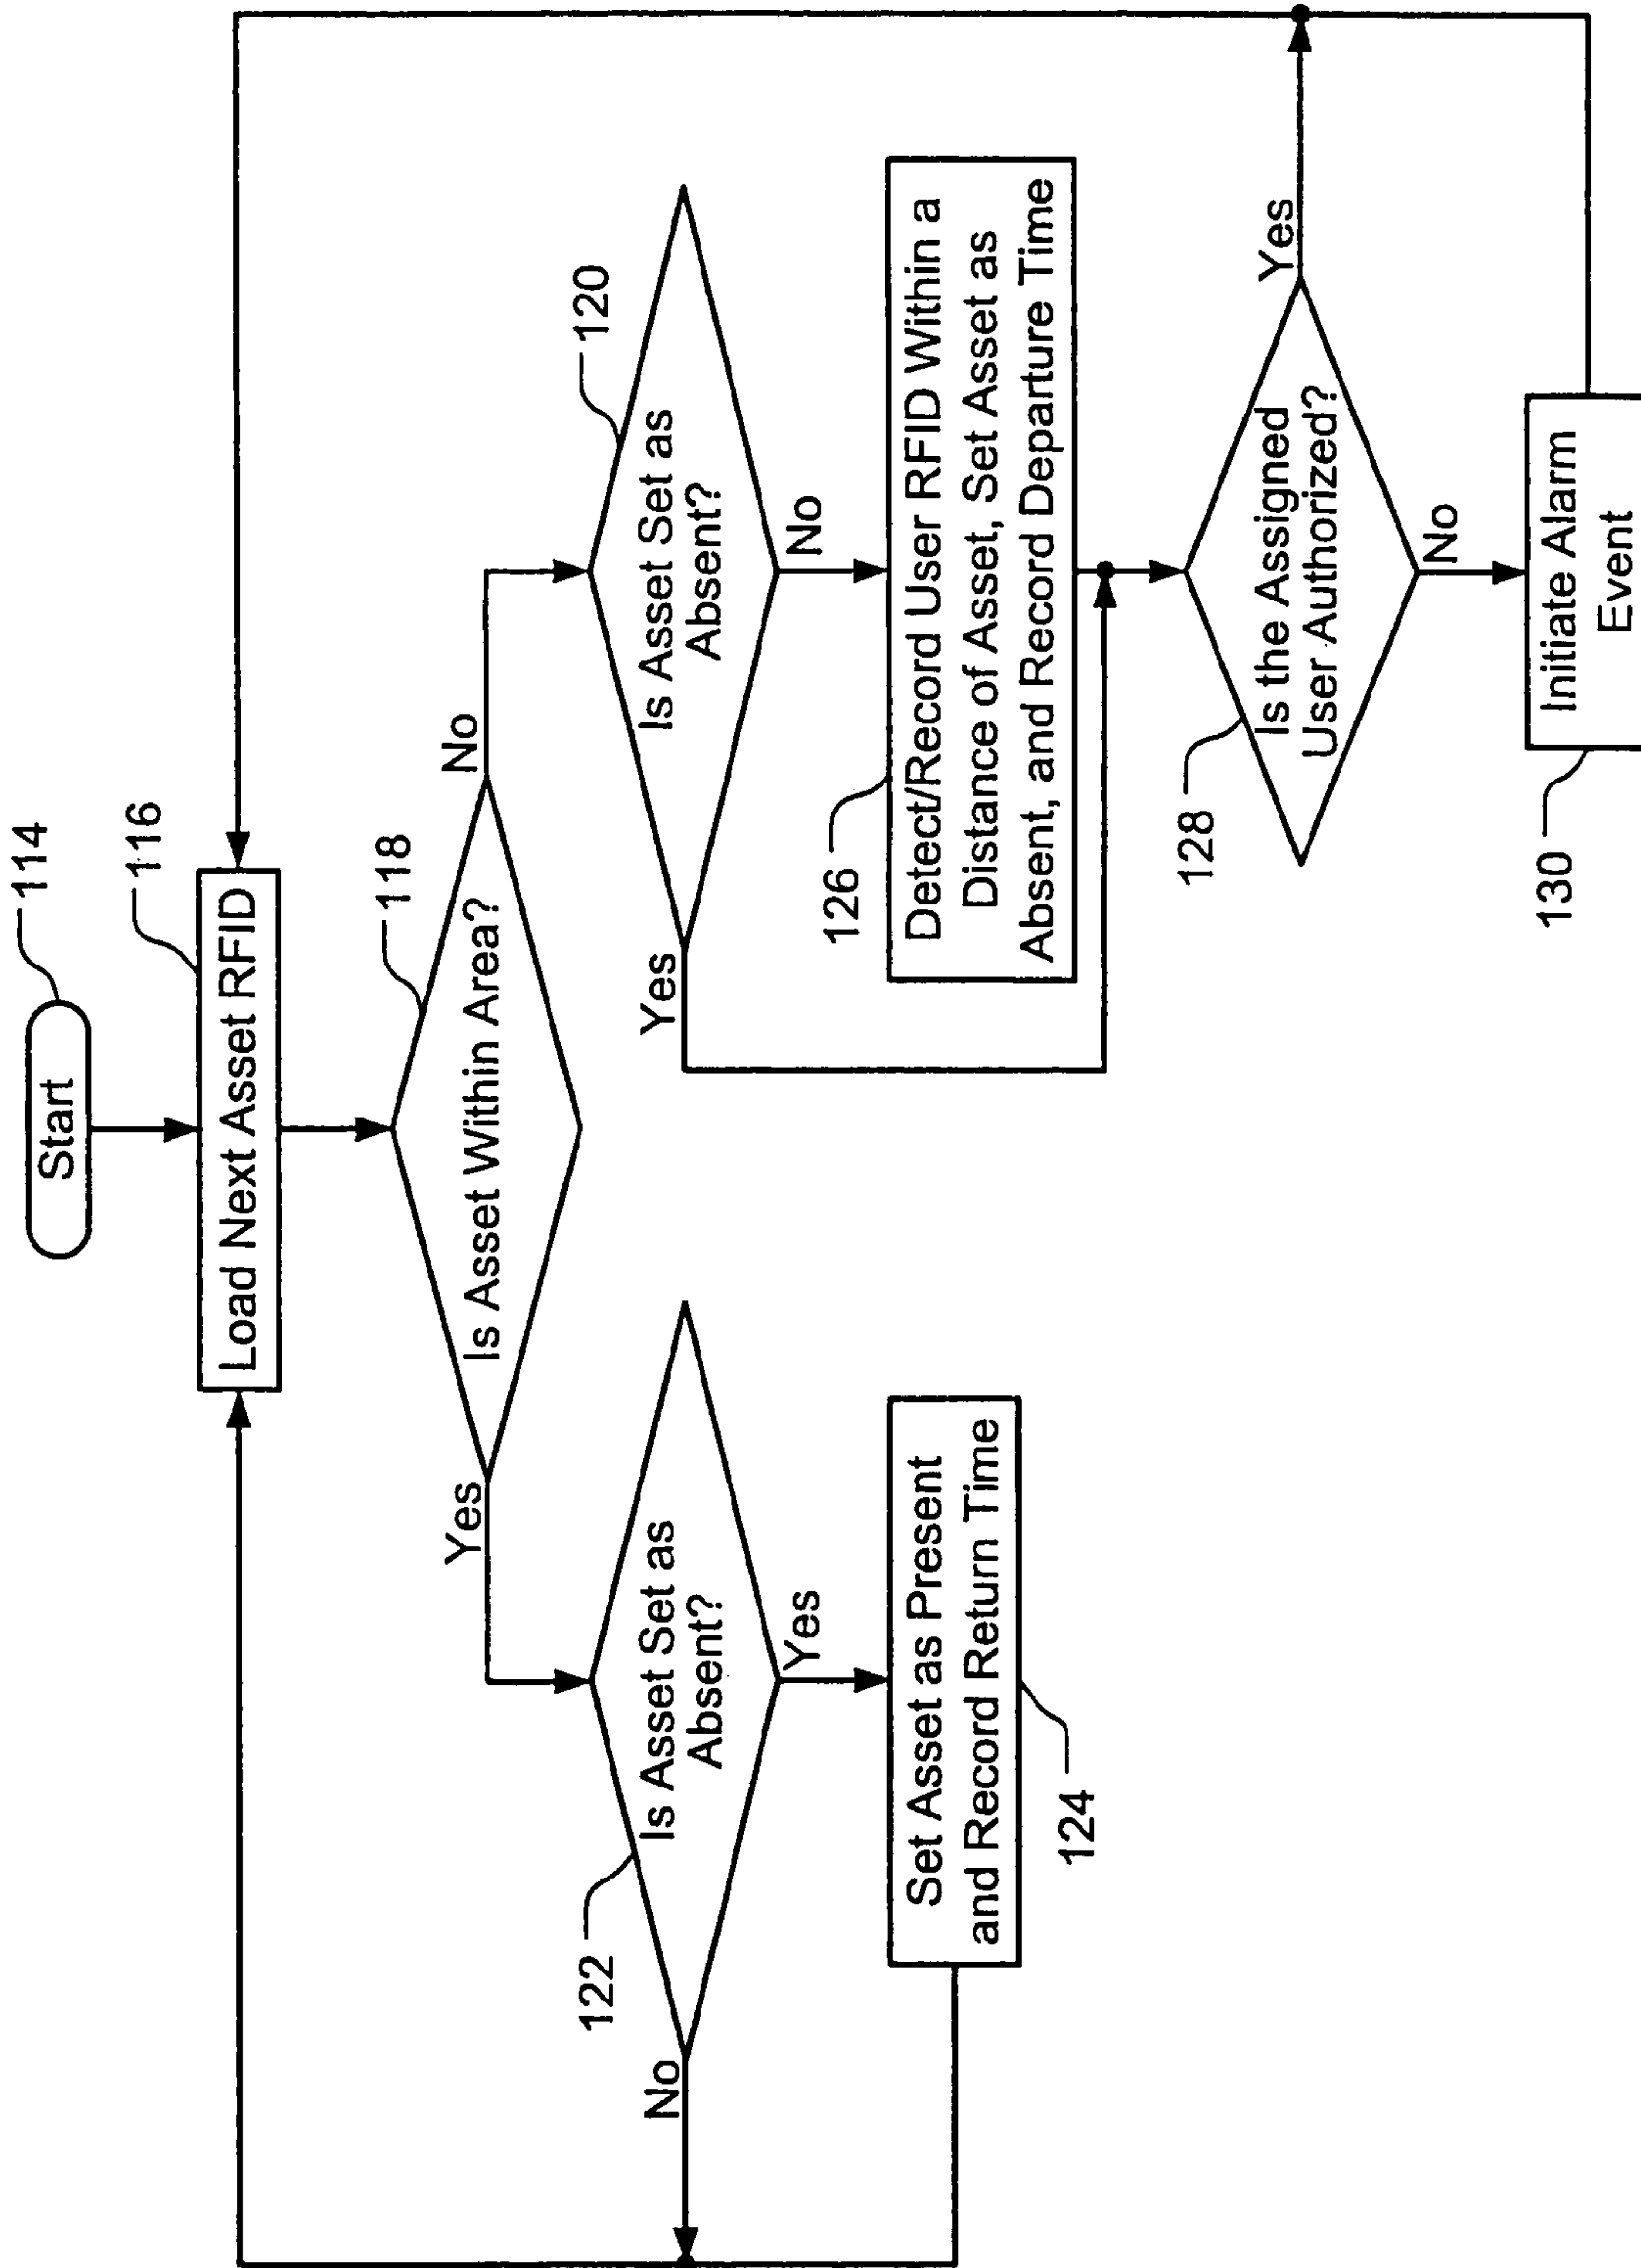 Start
114
Load Next Asset RFID
116
Is Asset Within Area?
118
Yes
No
Is Asset Set as
Absent?
122
No
Yes
Is Asset Set as
Absent?
120
Yes
No
Set Asset as Present
and Record Return Time
124
126
Detect/Record User RFID Within a
Distance of Asset, Set Asset as
Absent, and Record Departure Time
128
Is the Assigned
User Authorized?
Yes
No
130
Initiate Alarm
Event